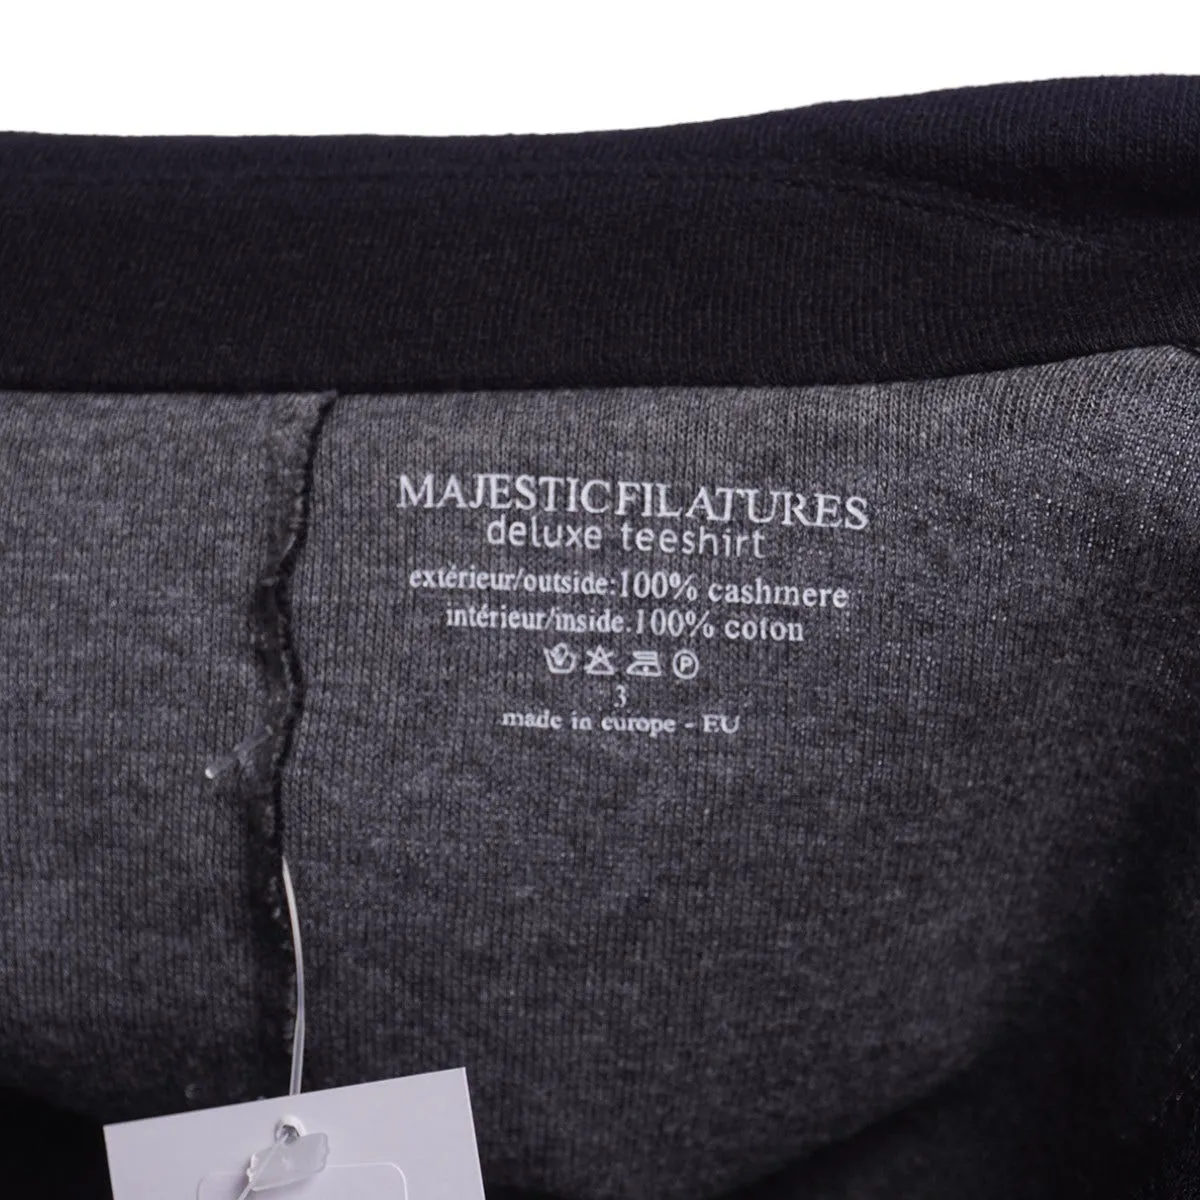 MAJESTIC FILATURES
deluxe teeshirt
extérieur/outside:100% cashmere
intérieur/inside:100% coton
P
3
made in europe - EU